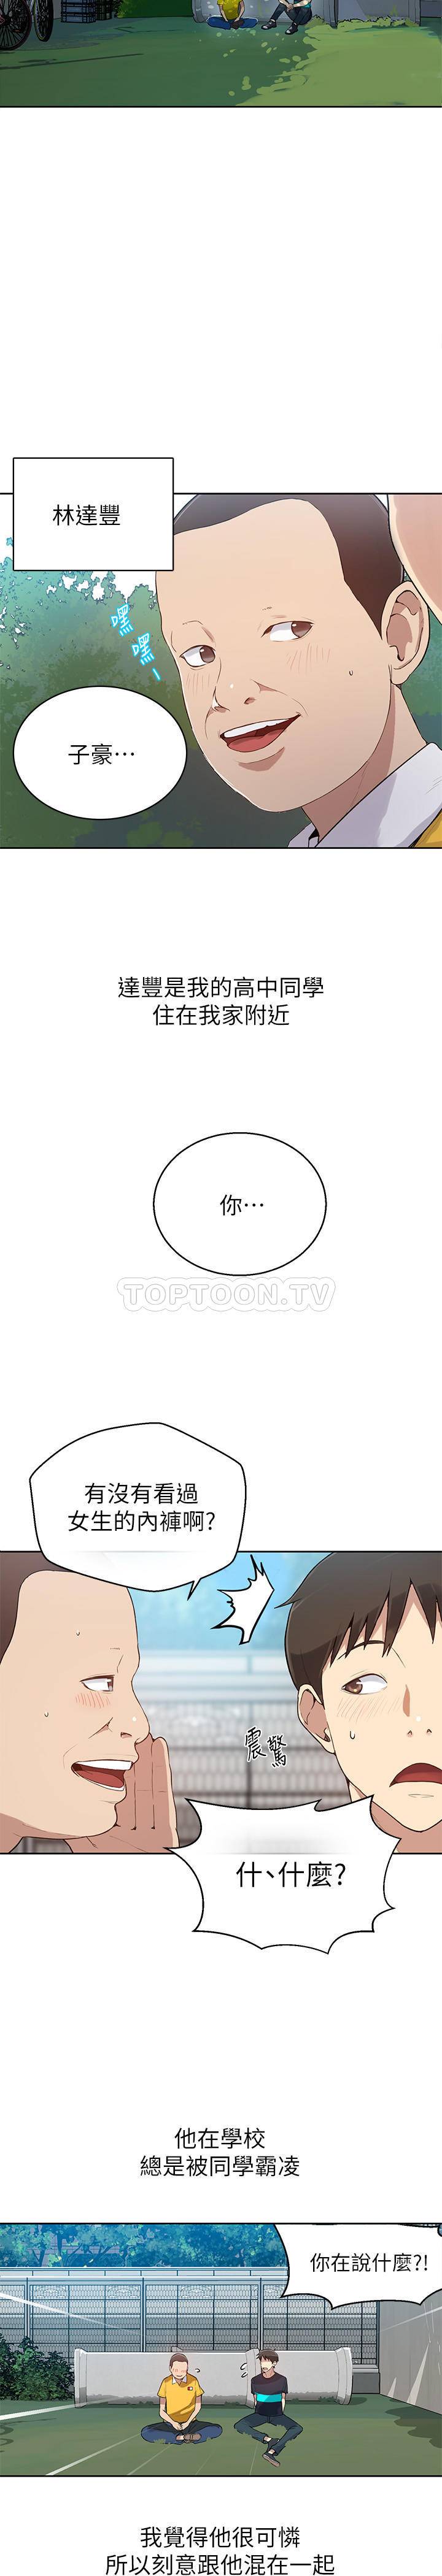 林達豐
嘿
嘿~
子豪…
達豐是我的高中同學
住在我家附近
你…
TOPTOON.TV
有沒有看過
女生的內褲啊?
震驚
什、什麼?
他在學校
總是被同學霸凌
你在說什麼?!
我覺得他很可憐
所以刻意跟他混在一起